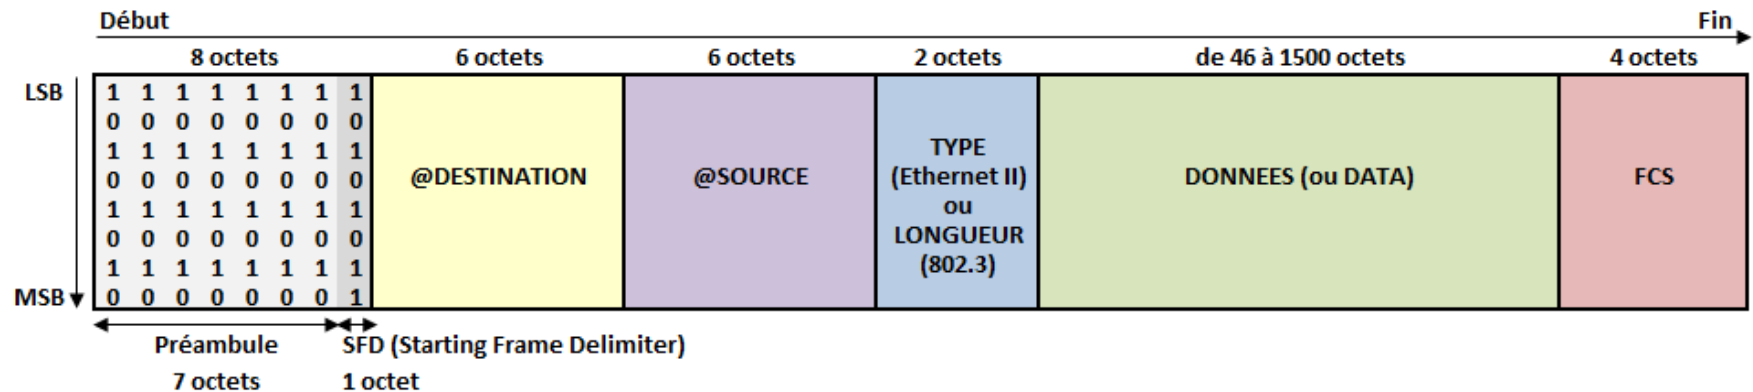 Début Fin
8 octets 6 octets 6 octets 2 octets de 46 à 1500 octets 4 octets
LSB 1 1 1 1 1 1 1 1
0 0 0 0 0 0 0 0
1 1 1 1 1 1 1 1
0 0 0 0 0 0 0 0
1 1 1 1 1 1 1 1
0 0 0 0 0 0 0 0
1 1 1 1 1 1 1 1
MSB 0 0 0 0 0 0 0 1
@DESTINATION
@SOURCE
TYPE
(Ethernet II)
ou
LONGUEUR
(802.3)
DONNEES (ou DATA)
FCS
Préambule SFD (Starting Frame Delimiter)
7 octets 1 octet